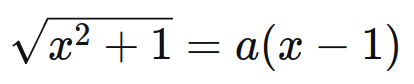 √(x² + 1) = a(x − 1)